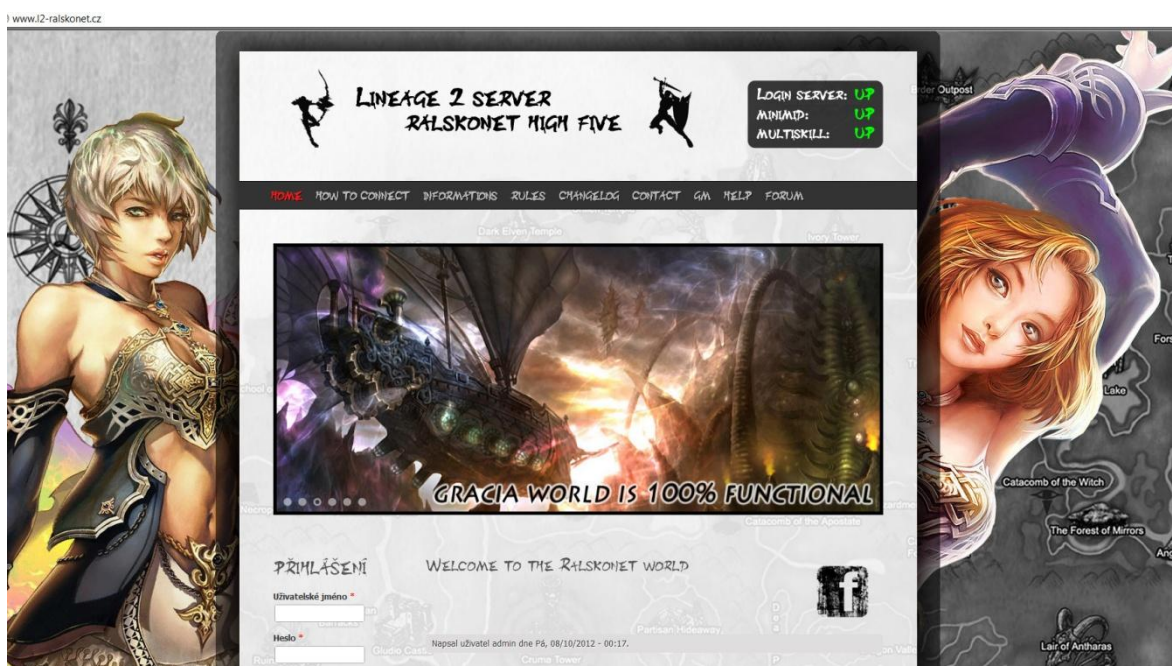 www.l2-ralskonet.cz
Lineage 2 server
Ralskonet High Five
Login server: UP
Minimid: UP
Multiskill: UP
Home How to connect Informations Rules Changelog Contact GM Help Forum
Order Outpost
Dark Elven Temple
Ivory Tower
GRACIA WORLD IS 100% FUNCTIONAL
Lake
Catacomb of the Witch
Catacomb of the Apostate
The Forest of Mirrors
Přihlášení
Welcome to the Ralskonet world
Uživatelské jméno *
Heslo *
Partisan Hideaway
Napsal uživatel admin dne Pá, 08/10/2012 - 00:17.
Cruma Tower
Lair of Antharas